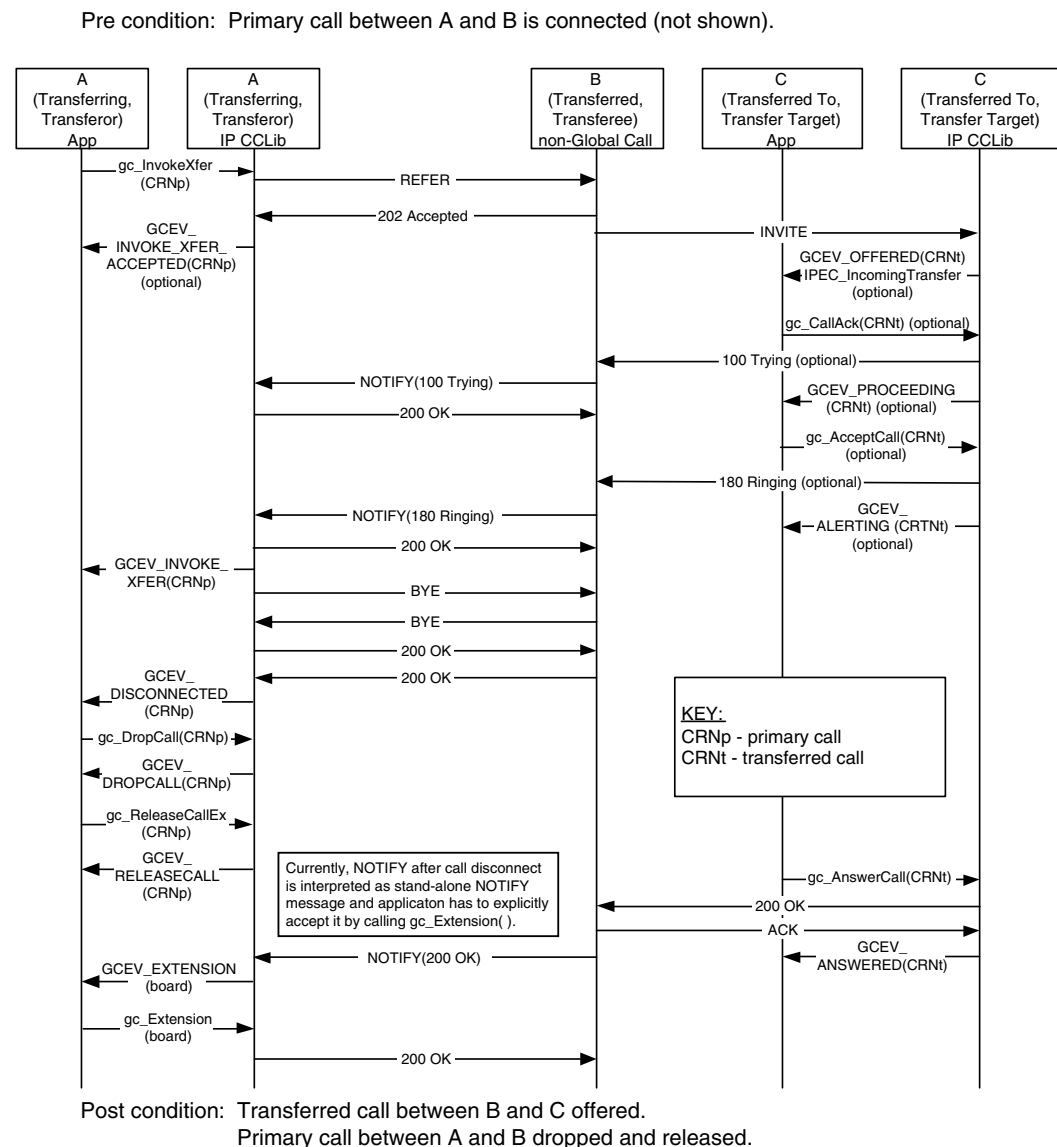 Pre condition: Primary call between A and B is connected (not shown).
A
(Transferring,
Transferor)
App
A
(Transferring,
Transferor)
IP CCLib
B
(Transferred,
Transferee)
non-Global Call
C
(Transferred To,
Transfer Target)
App
C
(Transferred To,
Transfer Target)
IP CCLib
gc_InvokeXfer
(CRNp)
REFER
202 Accepted
GCEV_
INVOKE_XFER_
ACCEPTED(CRNp)
(optional)
INVITE
GCEV_OFFERED(CRNt)
IPEC_IncomingTransfer
(optional)
gc_CallAck(CRNt) (optional)
100 Trying (optional)
NOTIFY(100 Trying)
GCEV_PROCEEDING
(CRNt) (optional)
200 OK
gc_AcceptCall(CRNt)
(optional)
180 Ringing (optional)
NOTIFY(180 Ringing)
GCEV_
ALERTING (CRTNt)
(optional)
200 OK
GCEV_INVOKE_
XFER(CRNp)
BYE
BYE
200 OK
200 OK
GCEV_
DISCONNECTED
(CRNp)
KEY:
CRNp - primary call
CRNt - transferred call
gc_DropCall(CRNp)
GCEV_
DROPCALL(CRNp)
gc_ReleaseCallEx
(CRNp)
GCEV_
RELEASECALL
(CRNp)
Currently, NOTIFY after call disconnect
is interpreted as stand-alone NOTIFY
message and applicaton has to explicitly
accept it by calling gc_Extension( ).
gc_AnswerCall(CRNt)
200 OK
ACK
NOTIFY(200 OK)
GCEV_
ANSWERED(CRNt)
GCEV_EXTENSION
(board)
gc_Extension
(board)
200 OK
Post condition: Transferred call between B and C offered.
Primary call between A and B dropped and released.